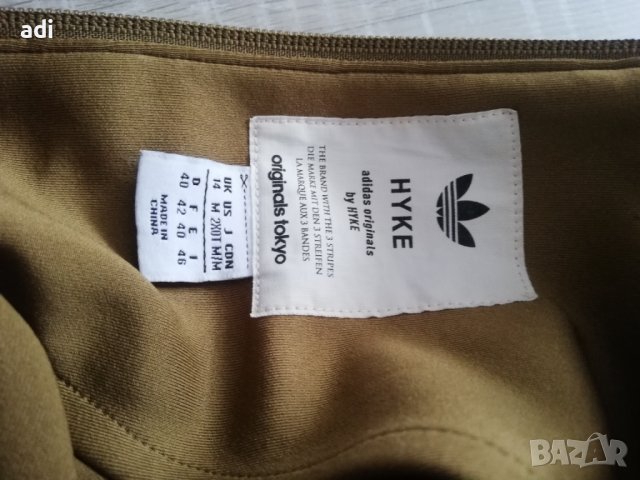 adi
HYKE
adidas originals
by HYKE
THE BRAND WITH THE 3 STRIPES
DIE MARKE MIT DEN 3 STREIFEN
LA MARQUE AUX 3 BANDES
originals tokyo
UK US J CDN
14 M 2XOT M/M
D F E I
40 42 40 46
MADE IN
CHINA
BAZAR